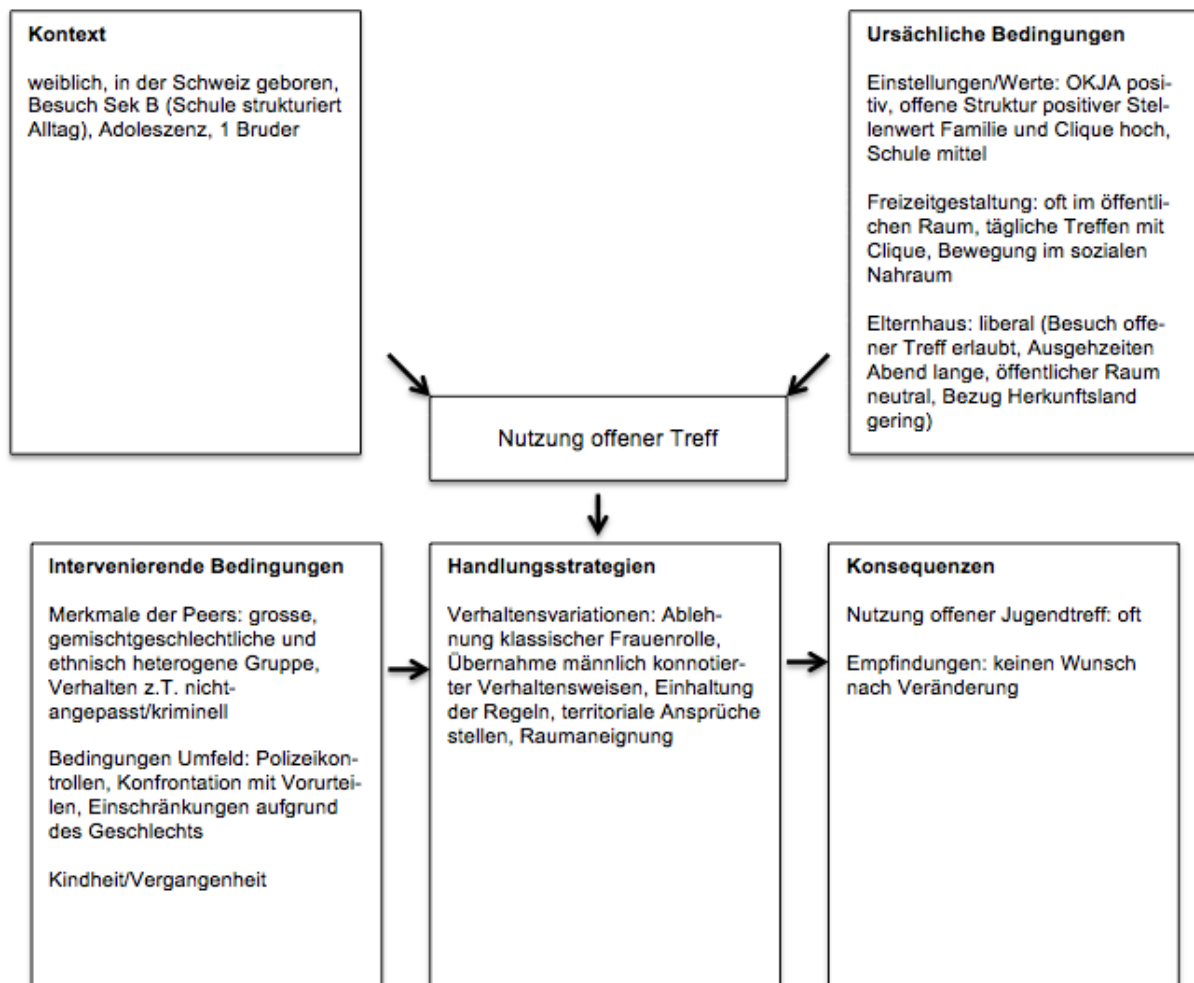 Kontext
weiblich, in der Schweiz geboren,
Besuch Sek B (Schule strukturiert
Alltag), Adoleszenz, 1 Bruder
Ursächliche Bedingungen
Einstellungen/Werte: OKJA posi-
tiv, offene Struktur positiver Stel-
lenwert Familie und Clique hoch,
Schule mittel
Freizeitgestaltung: oft im öffentli-
chen Raum, tägliche Treffen mit
Clique, Bewegung im sozialen
Nahraum
Elternhaus: liberal (Besuch offe-
ner Treff erlaubt, Ausgehzeiten
Abend lange, öffentlicher Raum
neutral, Bezug Herkunftsland
gering)
Nutzung offener Treff
Intervenierende Bedingungen
Merkmale der Peers: grosse,
gemischtgeschlechtliche und
ethnisch heterogene Gruppe,
Verhalten z.T. nicht-
angepasst/kriminell
Bedingungen Umfeld: Polizeikon-
trollen, Konfrontation mit Vorurtei-
len, Einschränkungen aufgrund
des Geschlechts
Kindheit/Vergangenheit
Handlungsstrategien
Verhaltensvariationen: Ableh-
nung klassischer Frauenrolle,
Übernahme männlich konnotier-
ter Verhaltensweisen, Einhaltung
der Regeln, territoriale Ansprüche
stellen, Raumaneignung
Konsequenzen
Nutzung offener Jugendtreff: oft
Empfindungen: keinen Wunsch
nach Veränderung